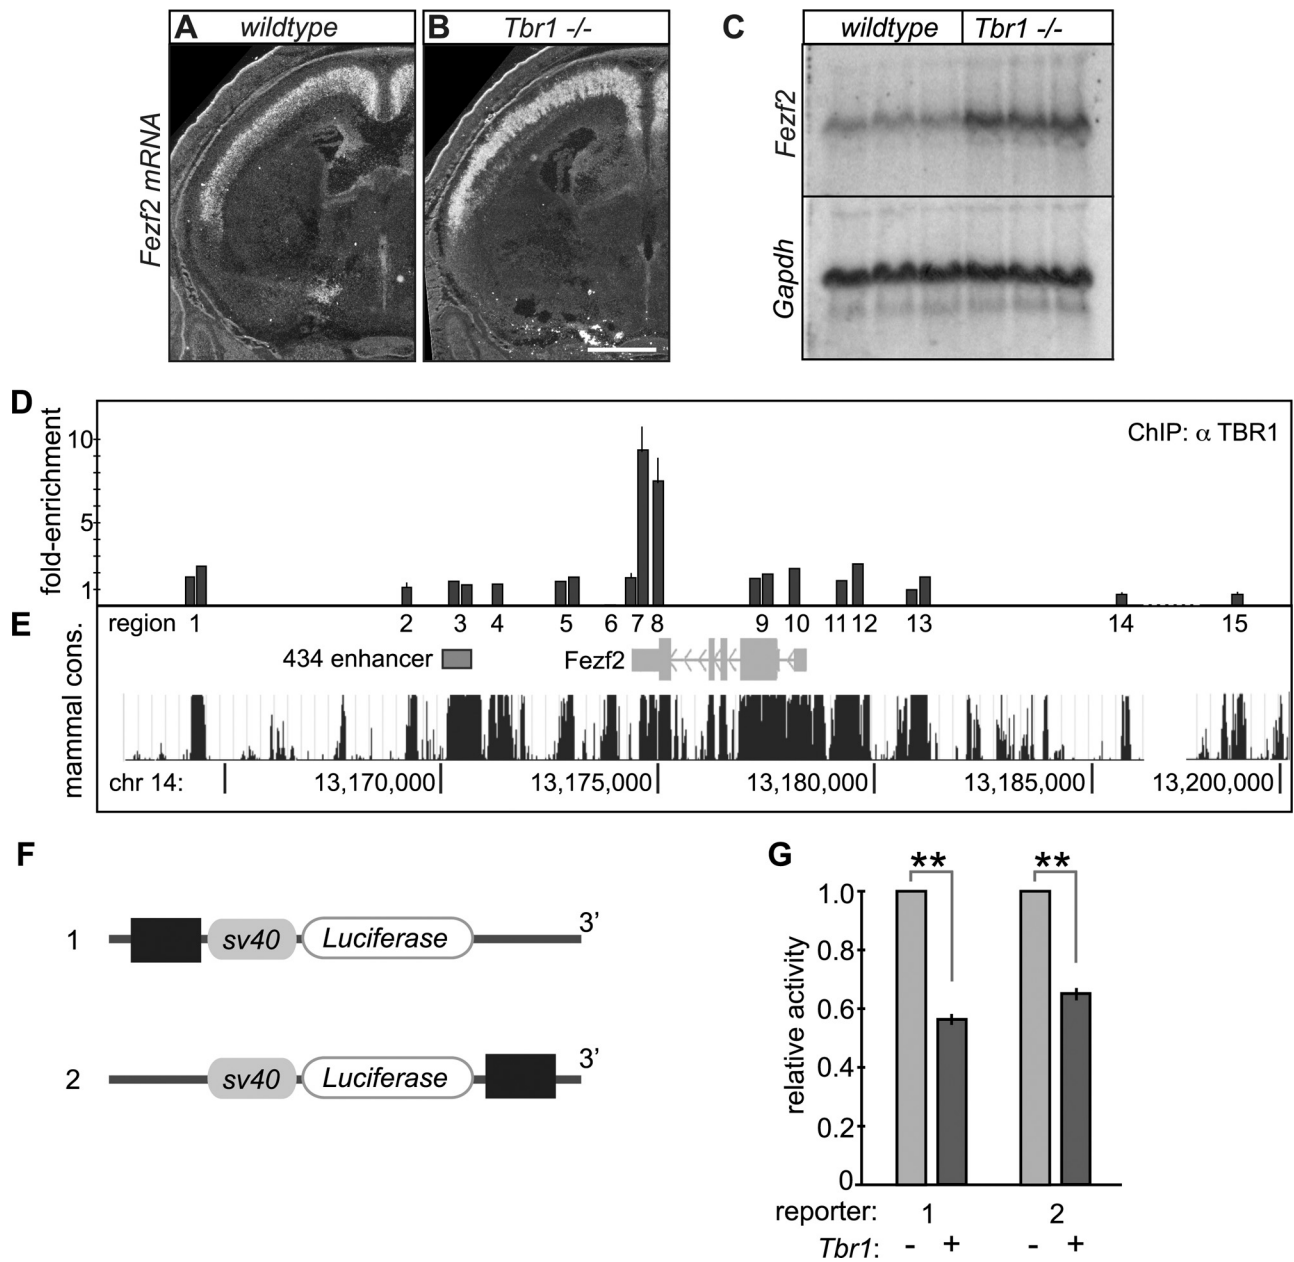 A wildtype
B Tbr1 -/-
Fezf2 mRNA
C wildtype Tbr1 -/-
Fezf2
Gapdh
D
fold-enrichment
10
5
1
ChIP: α TBR1
E region 1 2 3 4 5 6 7 8 9 10 11 12 13 14 15
434 enhancer Fezf2
mammal cons.
chr 14: 13,170,000 13,175,000 13,180,000 13,185,000 13,200,000
F
1 sv40 Luciferase 3’
2 sv40 Luciferase 3’
G
relative activity
** **
1.0
0.8
0.6
0.4
0.2
0
reporter: 1 2
Tbr1: - + - +